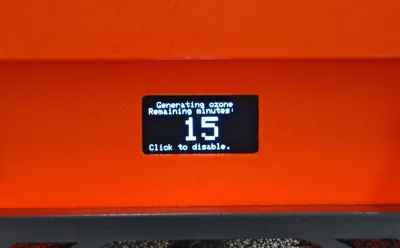 Generating ozone
Remaining minutes:
15
Click to disable.